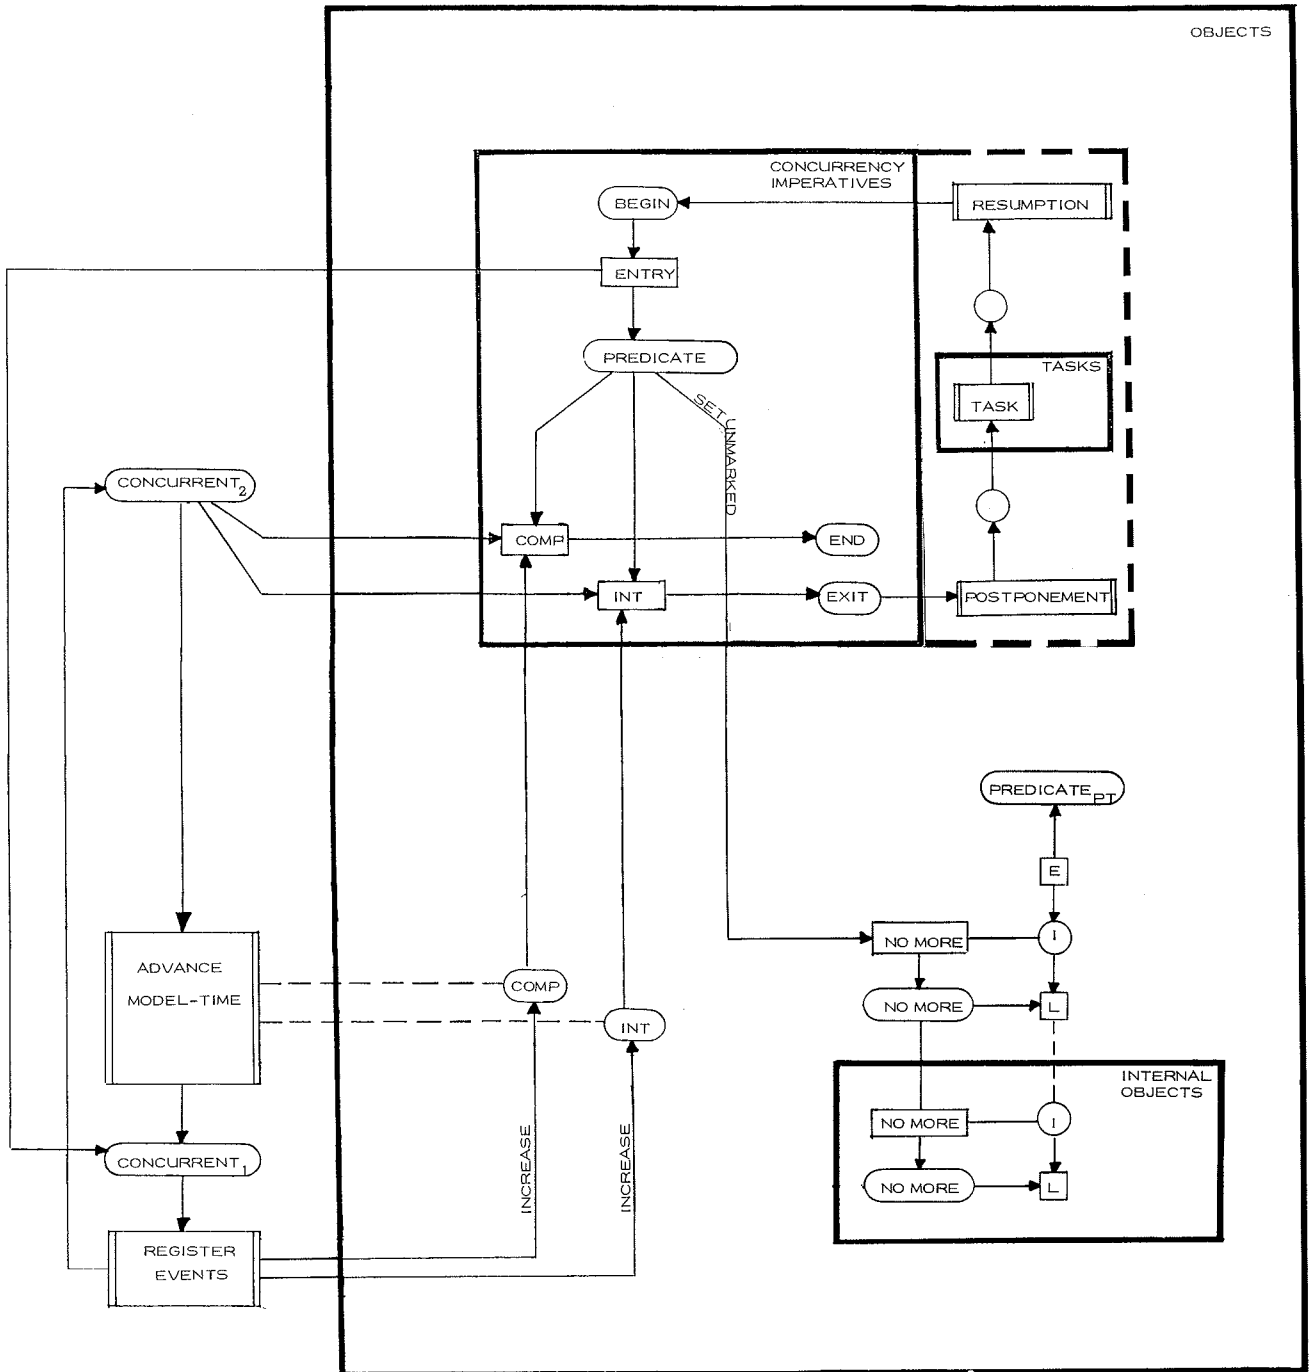 OBJECTS
CONCURRENCY
IMPERATIVES
BEGIN
RESUMPTION
ENTRY
PREDICATE
TASKS
TASK
SET UNMARKED
CONCURRENT2
COMP
END
INT
EXIT
POSTPONEMENT
PREDICATEPT
E
NO MORE
I
ADVANCE
MODEL-TIME
COMP
NO MORE
L
INT
INTERNAL
OBJECTS
NO MORE
I
CONCURRENT1
NO MORE
L
INCREASE
INCREASE
REGISTER
EVENTS